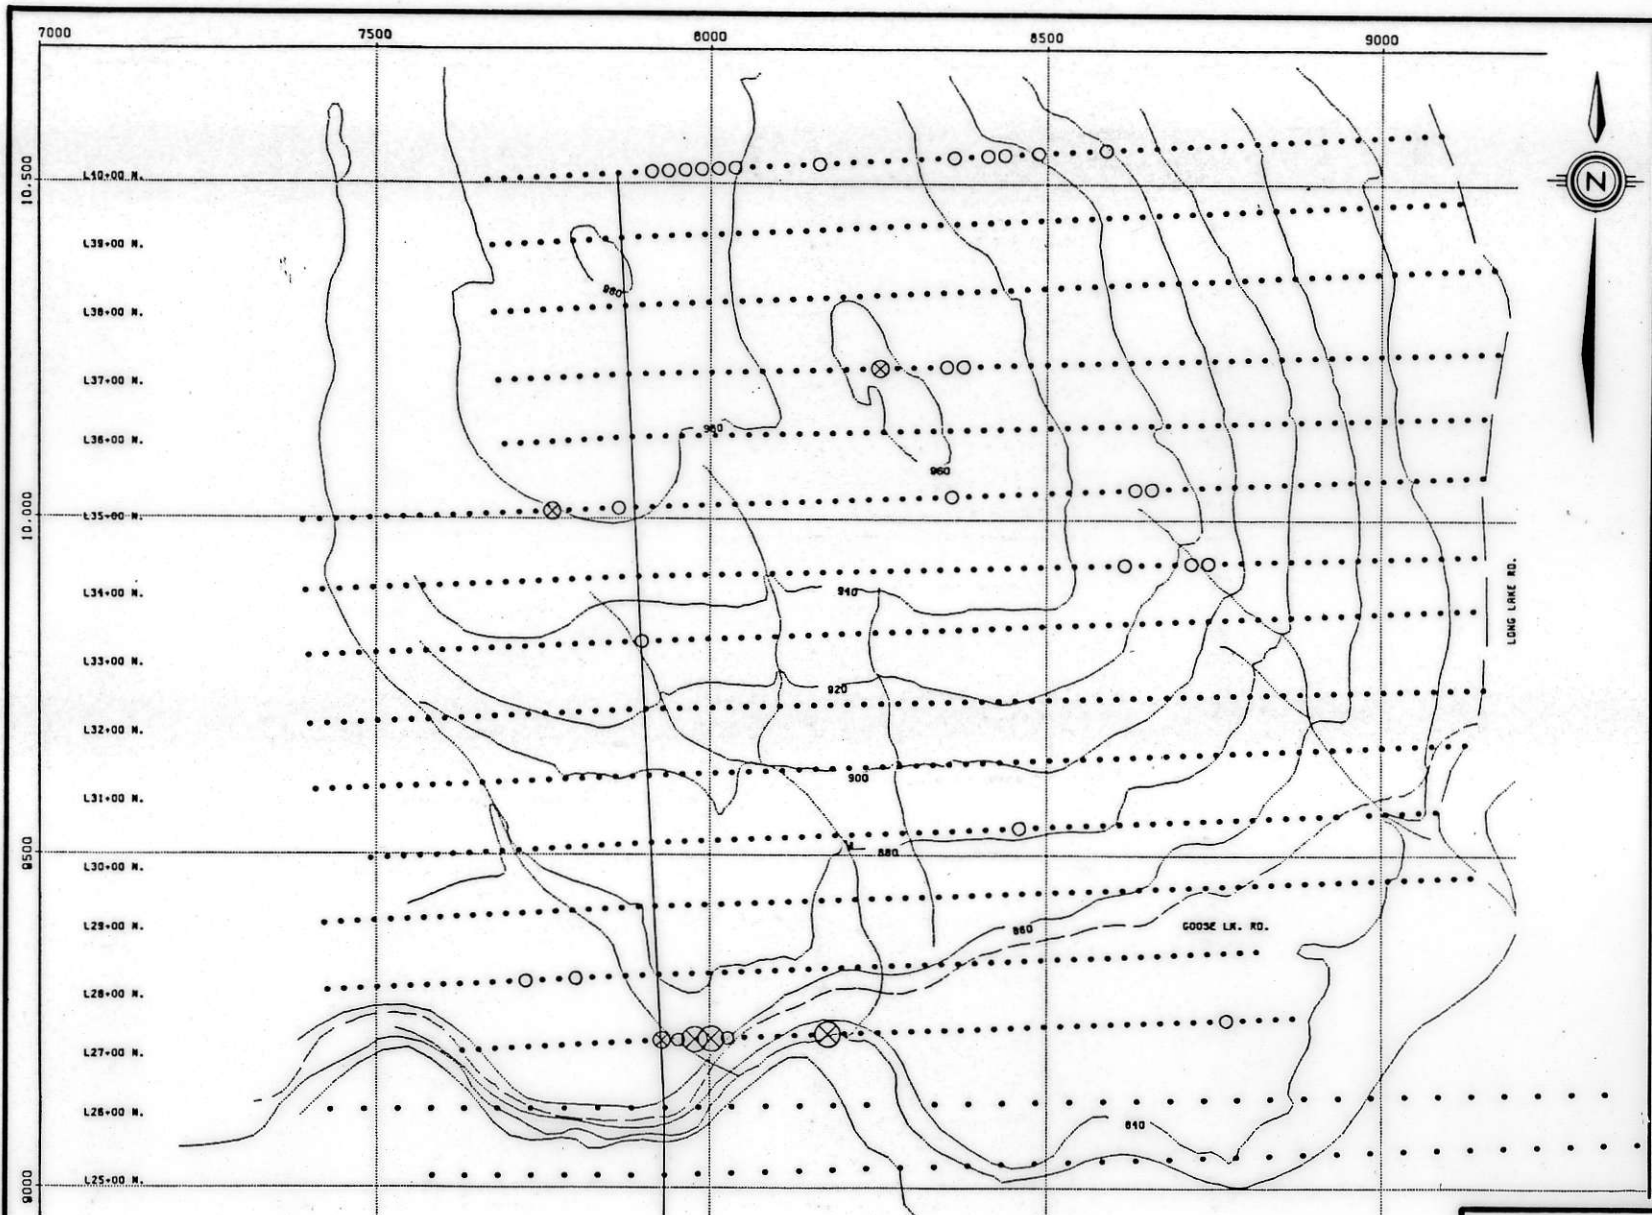 7000 7500 8000 8500 9000
N
10,500
L40+00 N.
L39+00 N.
980
L38+00 N.
L37+00 N.
980
L36+00 N.
960
10,000
L35+00 N.
L34+00 N.
940
LONG LAKE RD.
L33+00 N.
920
L32+00 N.
900
L31+00 N.
880
9500
L30+00 N.
L29+00 N.
860
GOOSE LK. RD.
L28+00 N.
L27+00 N.
L26+00 N.
840
L25+00 N.
9000